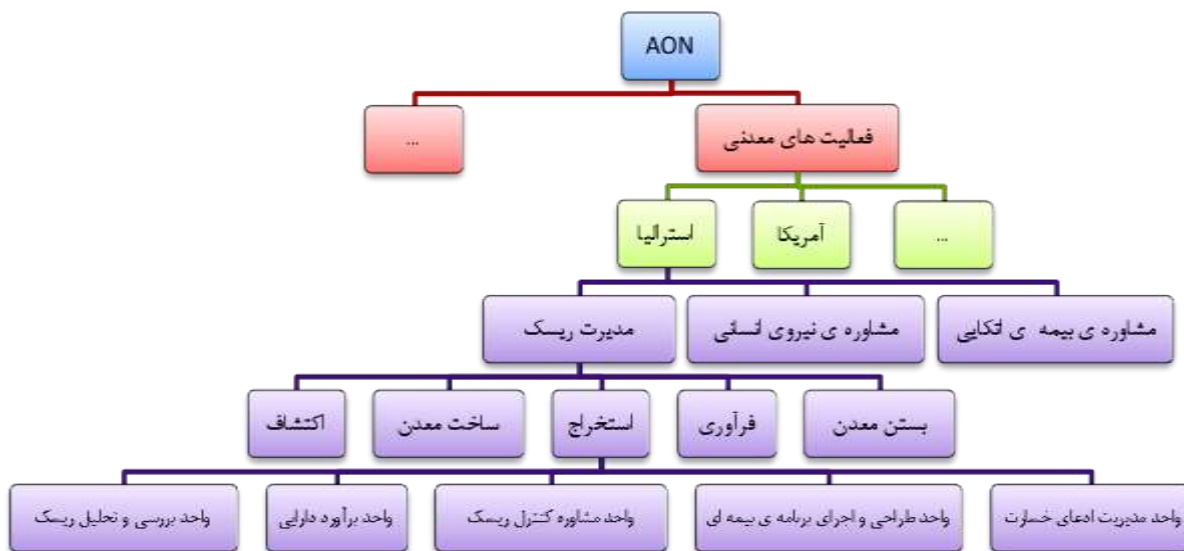 AON
فعالیت های معدنی
...
...
آمریکا
استرالیا
مشاوره ی بیمه ی اتکایی
مشاوره ی نیروی انسانی
مدیرت ریسک
بستن معدن
فرآوری
استخراج
ساخت معدن
اکتشاف
واحد مدیریت ادعای خسارت
واحد طراحی و اجرای برنامه ی بیمه ای
واحد مشاوره کنترل ریسک
واحد برآورد دارایی
واحد بررسی و تحلیل ریسک